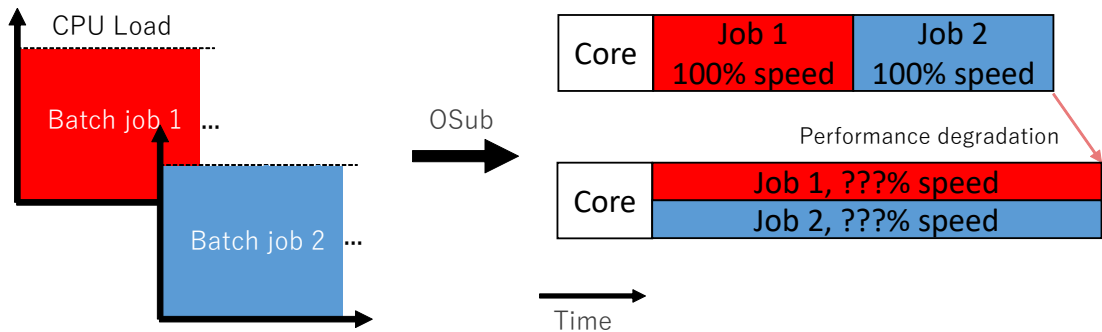 CPU Load
Batch job 1
...
Batch job 2
...
OSub
Core
Job 1
100% speed
Job 2
100% speed
Performance degradation
Core
Job 1, ???% speed
Job 2, ???% speed
Time